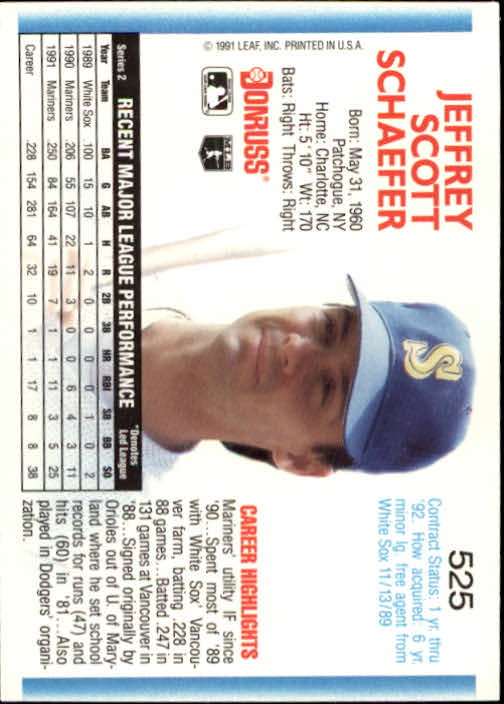 JEFFREY
SCOTT
SCHAEFER
525
Born: May 31, 1960
Patchogue, NY
Home: Charlotte, NC
Ht: 5' 10" Wt: 170
Bats: Right Throws: Right
DONRUSS®
MLB
© 1991 LEAF, INC. PRINTED IN U.S.A.
Contract Status: 1 yr. thru
'92. How acquired: 6 yr.
minor lg. free agent from
White Sox 11/13/89
CAREER HIGHLIGHTS
Mariners' utility IF since
'90...Spent most of '89
with White Sox' Vancou-
ver farm, batting .228 in
88 games...Batted .247 in
131 games at Vancouver in
'88...Signed originally by
Orioles out of U. of Mary-
land where he set school
records for runs (47) and
hits (60) in '81...Also
played in Dodgers' organi-
zation.
Series 2 RECENT MAJOR LEAGUE PERFORMANCE *Denotes
Led League
Year Team BA G AB H R 2B 3B HR RBI SB BB SO
1989 White Sox .100 15 10 1 2 0 0 0 0 1 0 2
1990 Mariners .206 55 107 22 11 3 0 0 6 4 3 11
1991 Mariners .250 84 164 41 19 7 1 1 11 3 5 25
Career .228 154 281 64 32 10 1 1 17 8 8 38
S